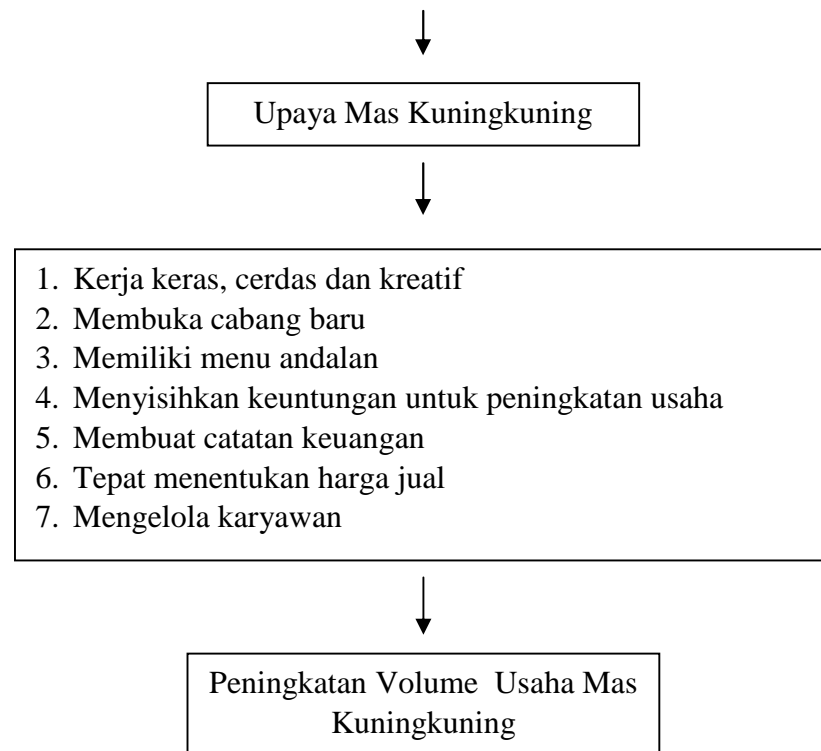 Upaya Mas Kuningkuning
1. Kerja keras, cerdas dan kreatif
2. Membuka cabang baru
3. Memiliki menu andalan
4. Menyisihkan keuntungan untuk peningkatan usaha
5. Membuat catatan keuangan
6. Tepat menentukan harga jual
7. Mengelola karyawan
Peningkatan Volume  Usaha Mas
Kuningkuning